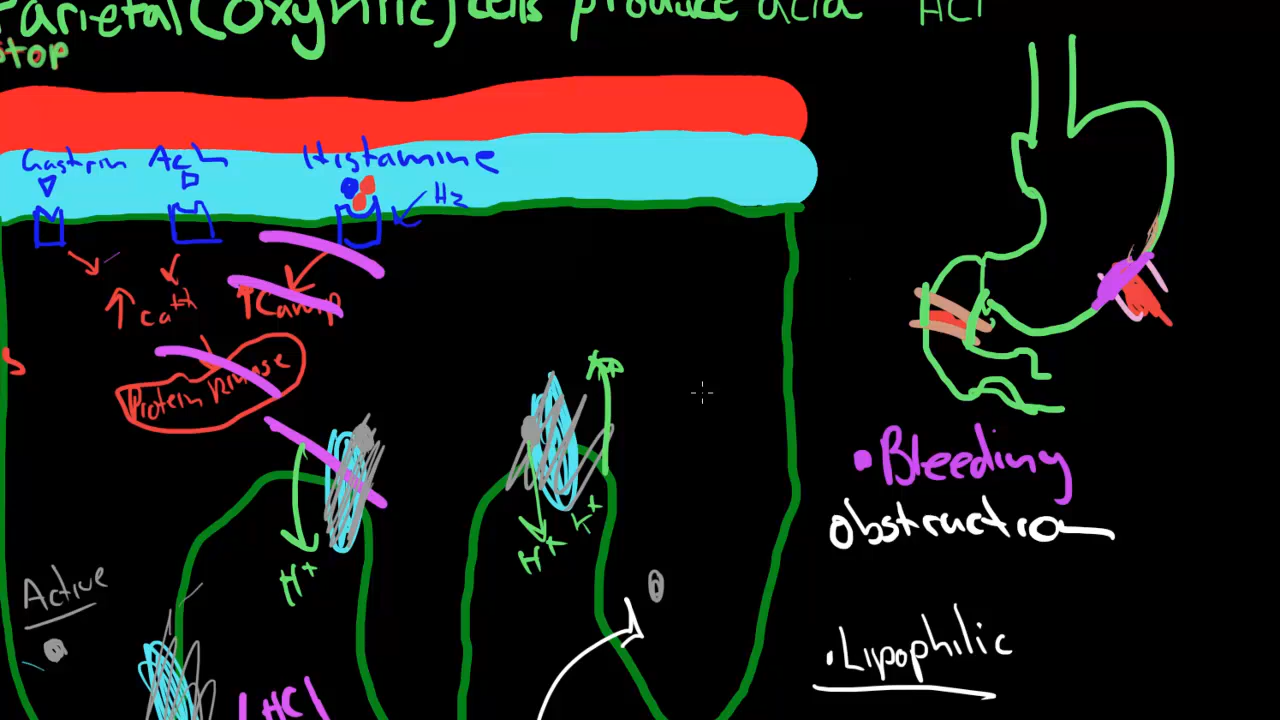 Parietal (oxyntic) cells produce acid HCl
stop
Gastrin Ach Histamine
H2
↑ Ca++ ↑ Camp
Protein kinase
H+
H+ K+
Active
HCl
• Bleeding
obstruction
• Lipophilic